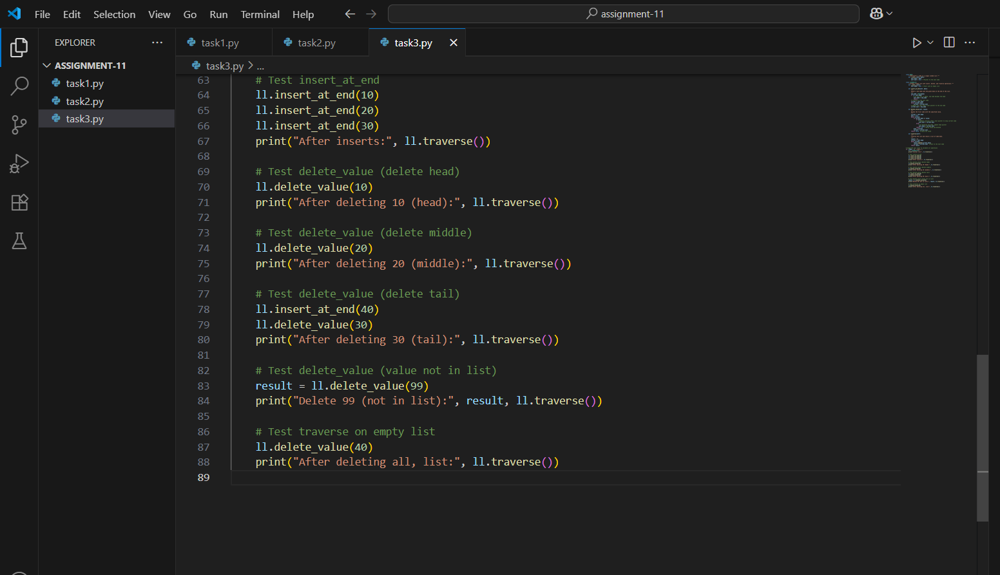 File Edit Selection View Go Run Terminal Help
assignment-11
EXPLORER
ASSIGNMENT-11
task1.py
task2.py
task3.py
task1.py
task2.py
task3.py
task3.py > ...
63 # Test insert_at_end
64 ll.insert_at_end(10)
65 ll.insert_at_end(20)
66 ll.insert_at_end(30)
67 print("After inserts:", ll.traverse())
68
69 # Test delete_value (delete head)
70 ll.delete_value(10)
71 print("After deleting 10 (head):", ll.traverse())
72
73 # Test delete_value (delete middle)
74 ll.delete_value(20)
75 print("After deleting 20 (middle):", ll.traverse())
76
77 # Test delete_value (delete tail)
78 ll.insert_at_end(40)
79 ll.delete_value(30)
80 print("After deleting 30 (tail):", ll.traverse())
81
82 # Test delete_value (value not in list)
83 result = ll.delete_value(99)
84 print("Delete 99 (not in list):", result, ll.traverse())
85
86 # Test traverse on empty list
87 ll.delete_value(40)
88 print("After deleting all, list:", ll.traverse())
89